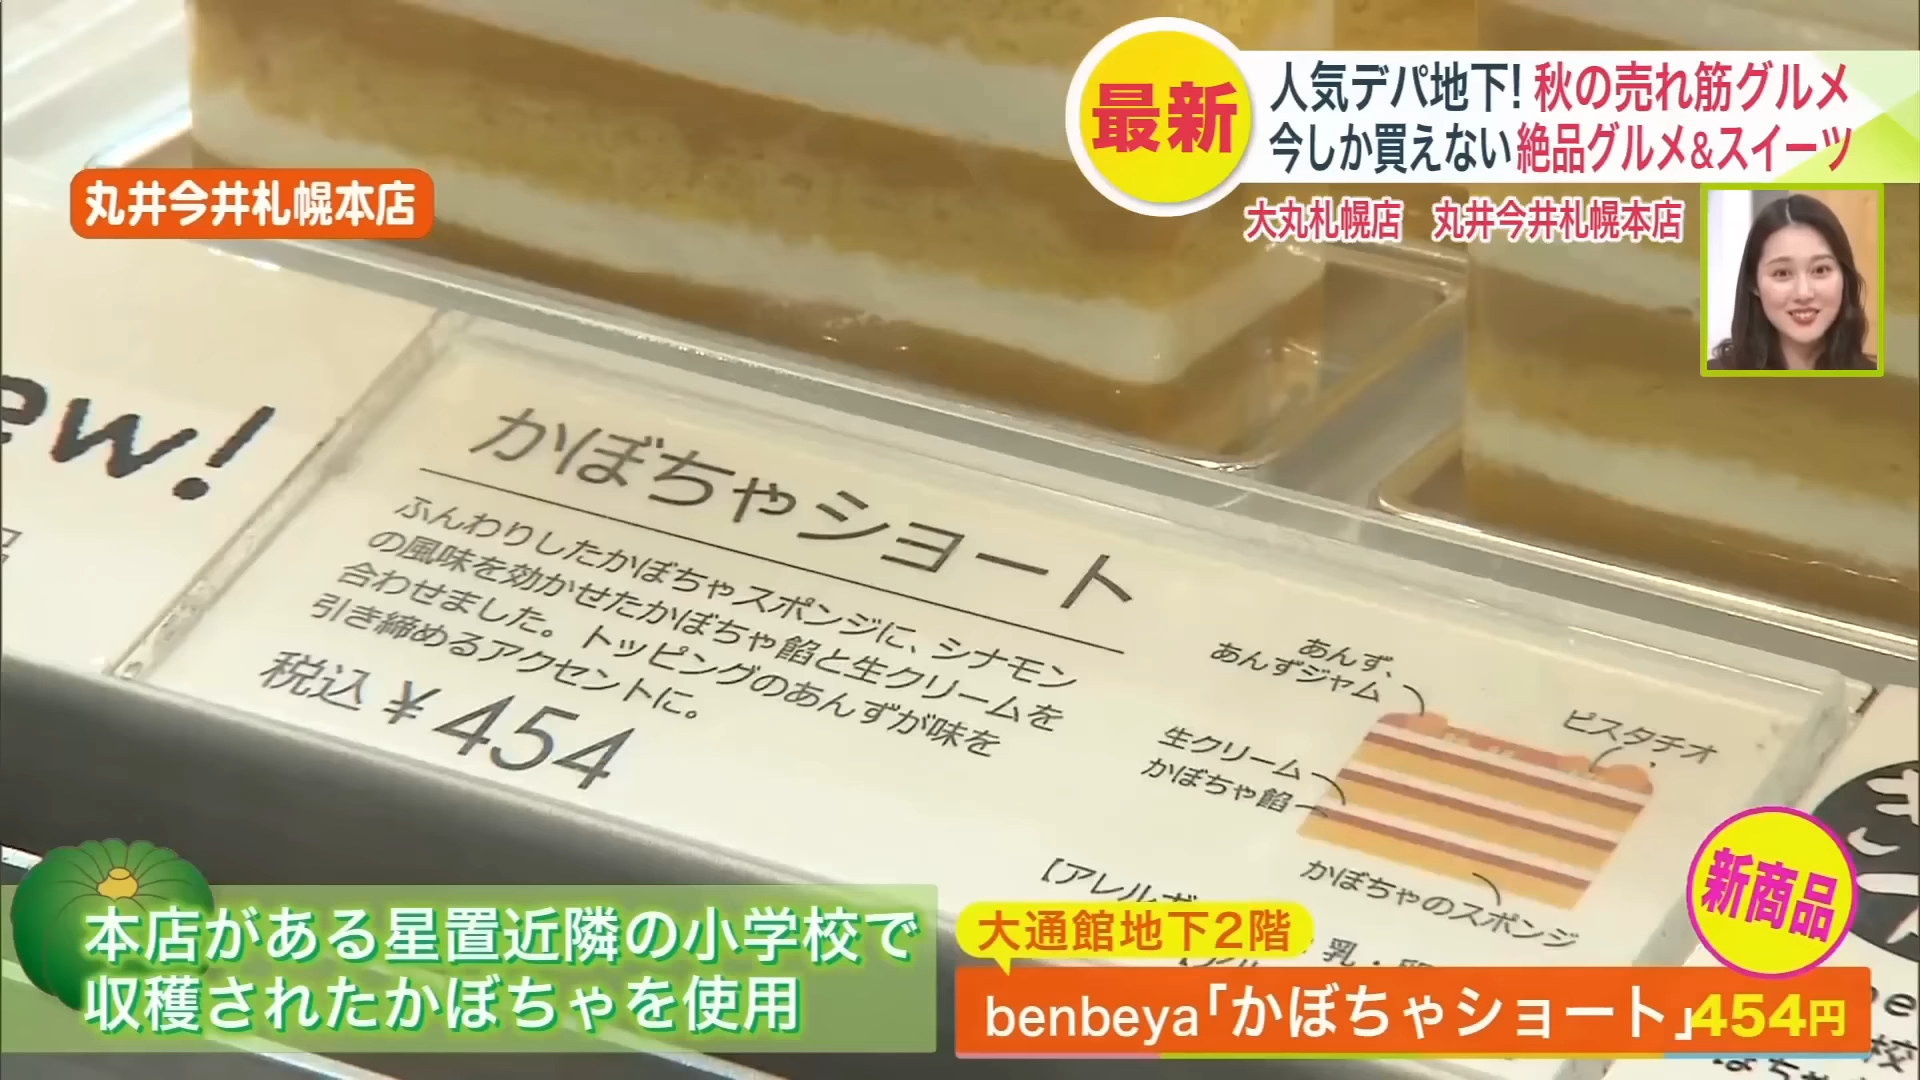 最新
人気デパ地下!秋の売れ筋グルメ
今しか買えない絶品グルメ&スイーツ
大丸札幌店 丸井今井札幌本店
丸井今井札幌本店
ew!
かぼちゃショート
ふんわりしたかぼちゃスポンジに、シナモン
の風味を効かせたかぼちゃ餡と生クリームを
合わせました。トッピングのあんずが味を
引き締めるアクセントに。
税込¥454
あんず、
あんずジャム
ピスタチオ
生クリーム
かぼちゃ餡
かぼちゃのスポンジ
【アレルギ
乳・卵
新商品
本店がある星置近隣の小学校で
収穫されたかぼちゃを使用
大通館地下2階
benbeya「かぼちゃショート」454円